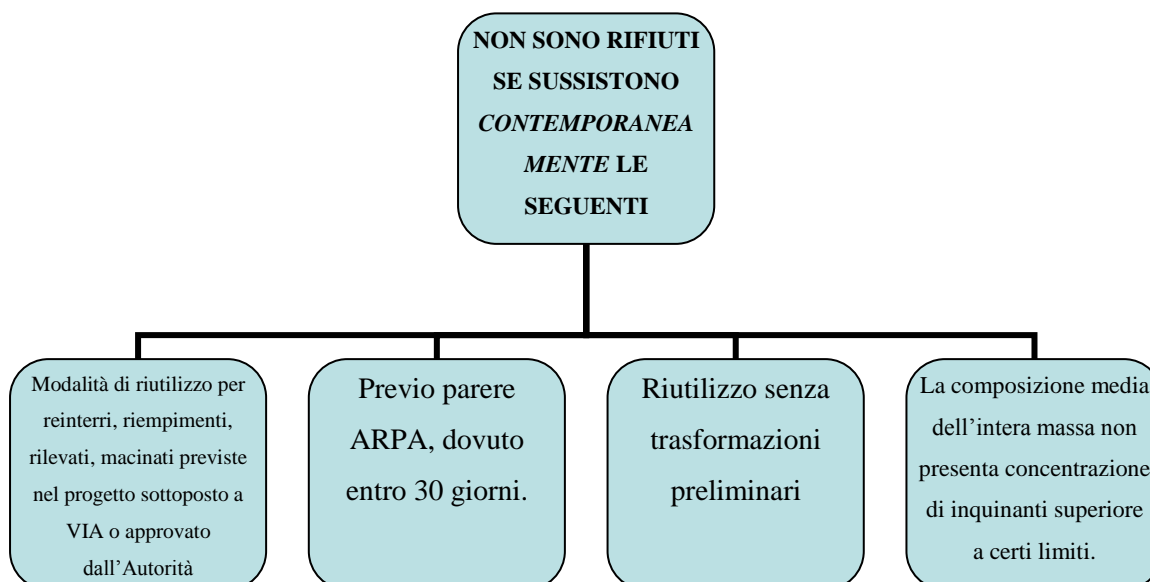 NON SONO RIFIUTI
SE SUSSISTONO
CONTEMPORANEA
MENTE LE
SEGUENTI
Modalità di riutilizzo per
reinterri, riempimenti,
rilevati, macinati previste
nel progetto sottoposto a
VIA o approvato
dall’Autorità
Previo parere
ARPA, dovuto
entro 30 giorni.
Riutilizzo senza
trasformazioni
preliminari
La composizione media
dell’intera massa non
presenta concentrazione
di inquinanti superiore
a certi limiti.